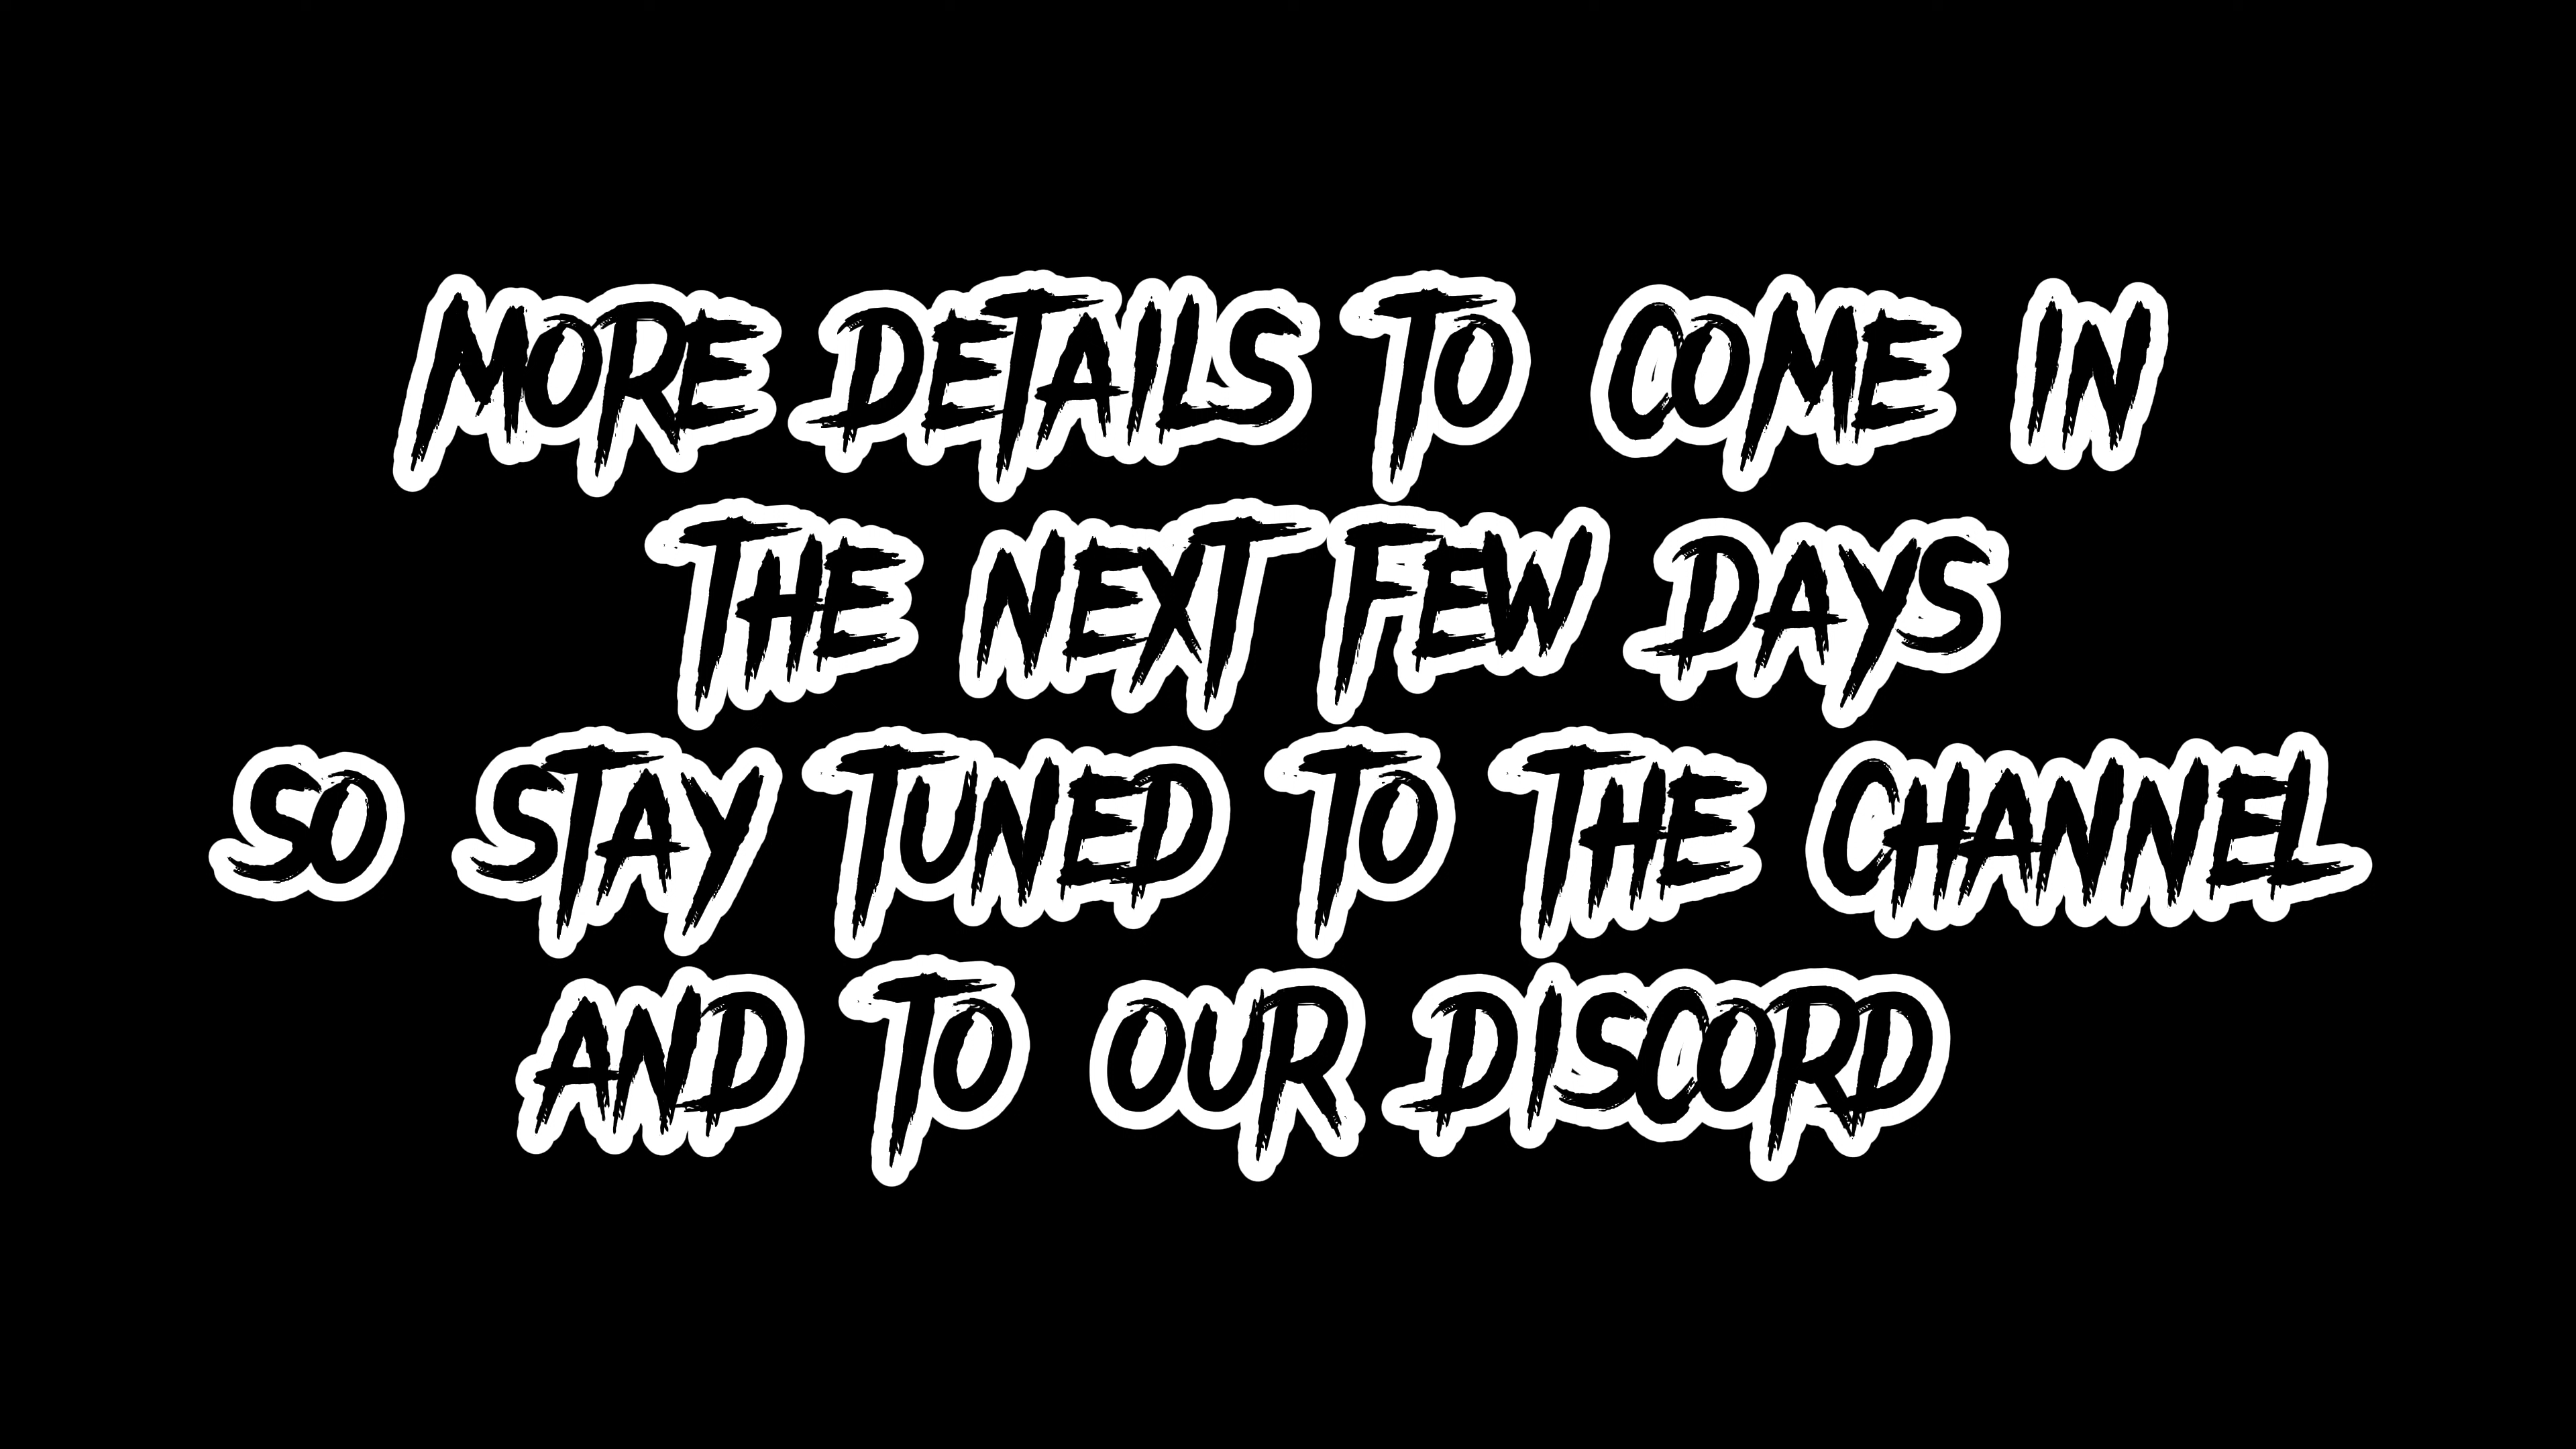 MORE DETAILS TO COME IN
THE NEXT FEW DAYS
SO STAY TUNED TO THE CHANNEL
AND TO OUR DISCORD